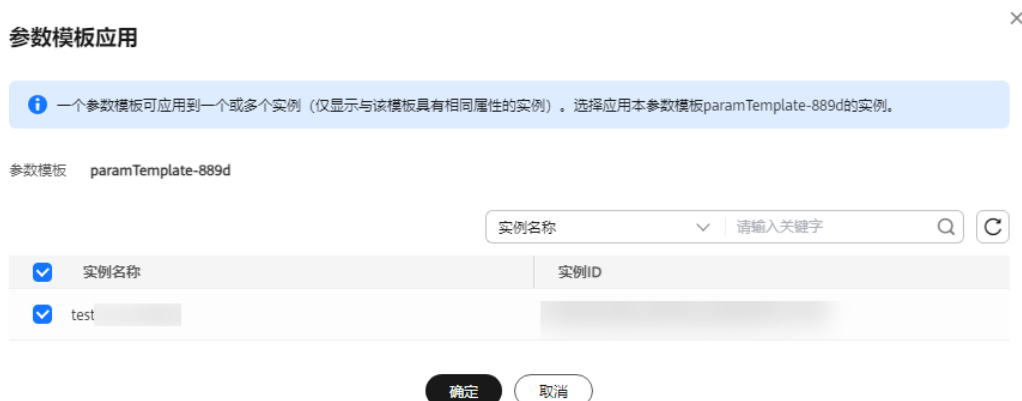 参数模板应用
一个参数模板可应用到一个或多个实例（仅显示与该模板具有相同属性的实例）。选择应用本参数模板paramTemplate-889d的实例。
参数模板 paramTemplate-889d
实例名称 请输入关键字
实例名称 实例ID
test
确定 取消